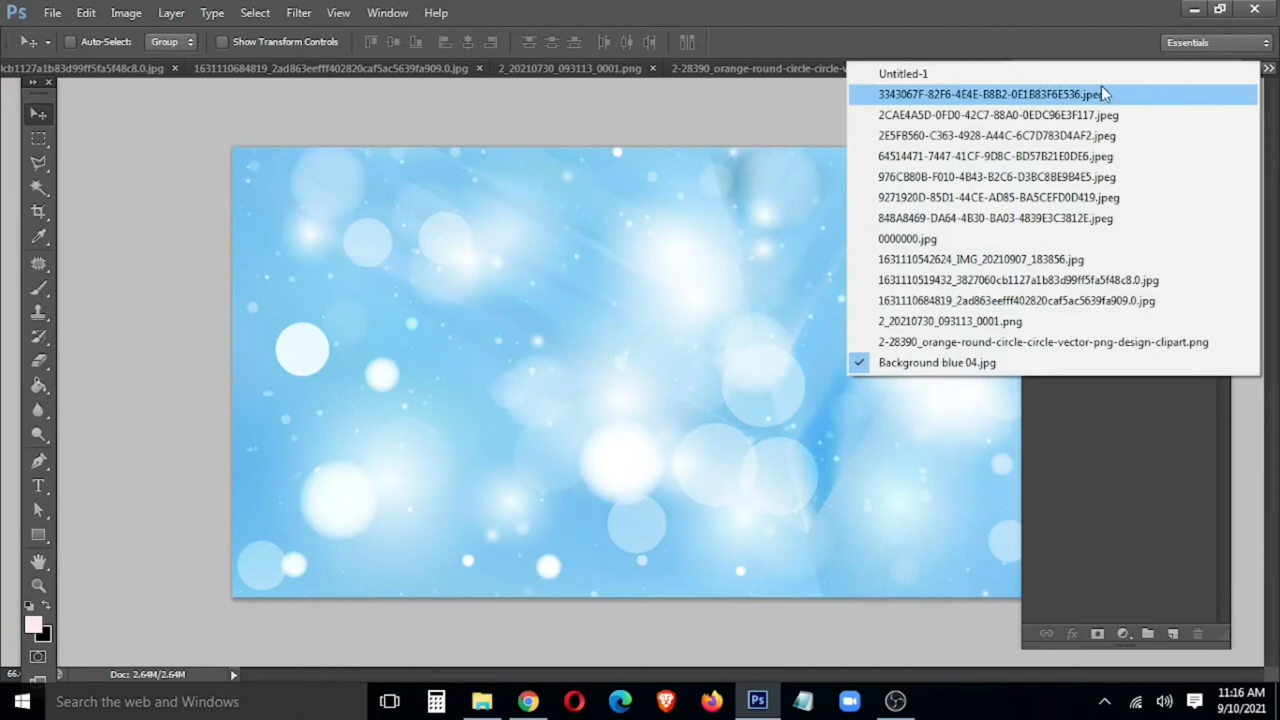 Ps File Edit Image Layer Type Select Filter View Window Help
Auto-Select: Group Show Transform Controls Essentials
0cb1127a1b83d99ff5fa5f48c8.0.jpg × 1631110684819_2ad863eefff402820caf5ac5639fa909.0.jpg × 2_20210730_093113_0001.png × 2-28390_orange-round-circle-circle-v
Untitled-1
3343067F-82F6-4E4E-B8B2-0E1B83F6E536.jpeg
2CAE4A5D-0FD0-42C7-88A0-0EDC96E3F117.jpeg
2E5FB560-C363-4928-A44C-6C7D783D4AF2.jpeg
64514471-7447-41CF-9D8C-BD57B21E0DE6.jpeg
976CB80B-F010-4B43-B2C6-D3BC8BE9B4E5.jpeg
9271920D-85D1-44CE-AD85-BA5CEFD0D419.jpeg
848A8469-DA64-4B30-BA03-4839E3C3812E.jpeg
0000000.jpg
1631110542624_IMG_20210907_183856.jpg
1631110519432_3827060cb1127a1b83d99ff5fa5f48c8.0.jpg
1631110684819_2ad863eefff402820caf5ac5639fa909.0.jpg
2_20210730_093113_0001.png
2-28390_orange-round-circle-circle-vector-png-design-clipart.png
Background blue 04.jpg
fx
66. Doc: 2.64M/2.64M
Search the web and Windows Ps 11:16 AM
9/10/2021